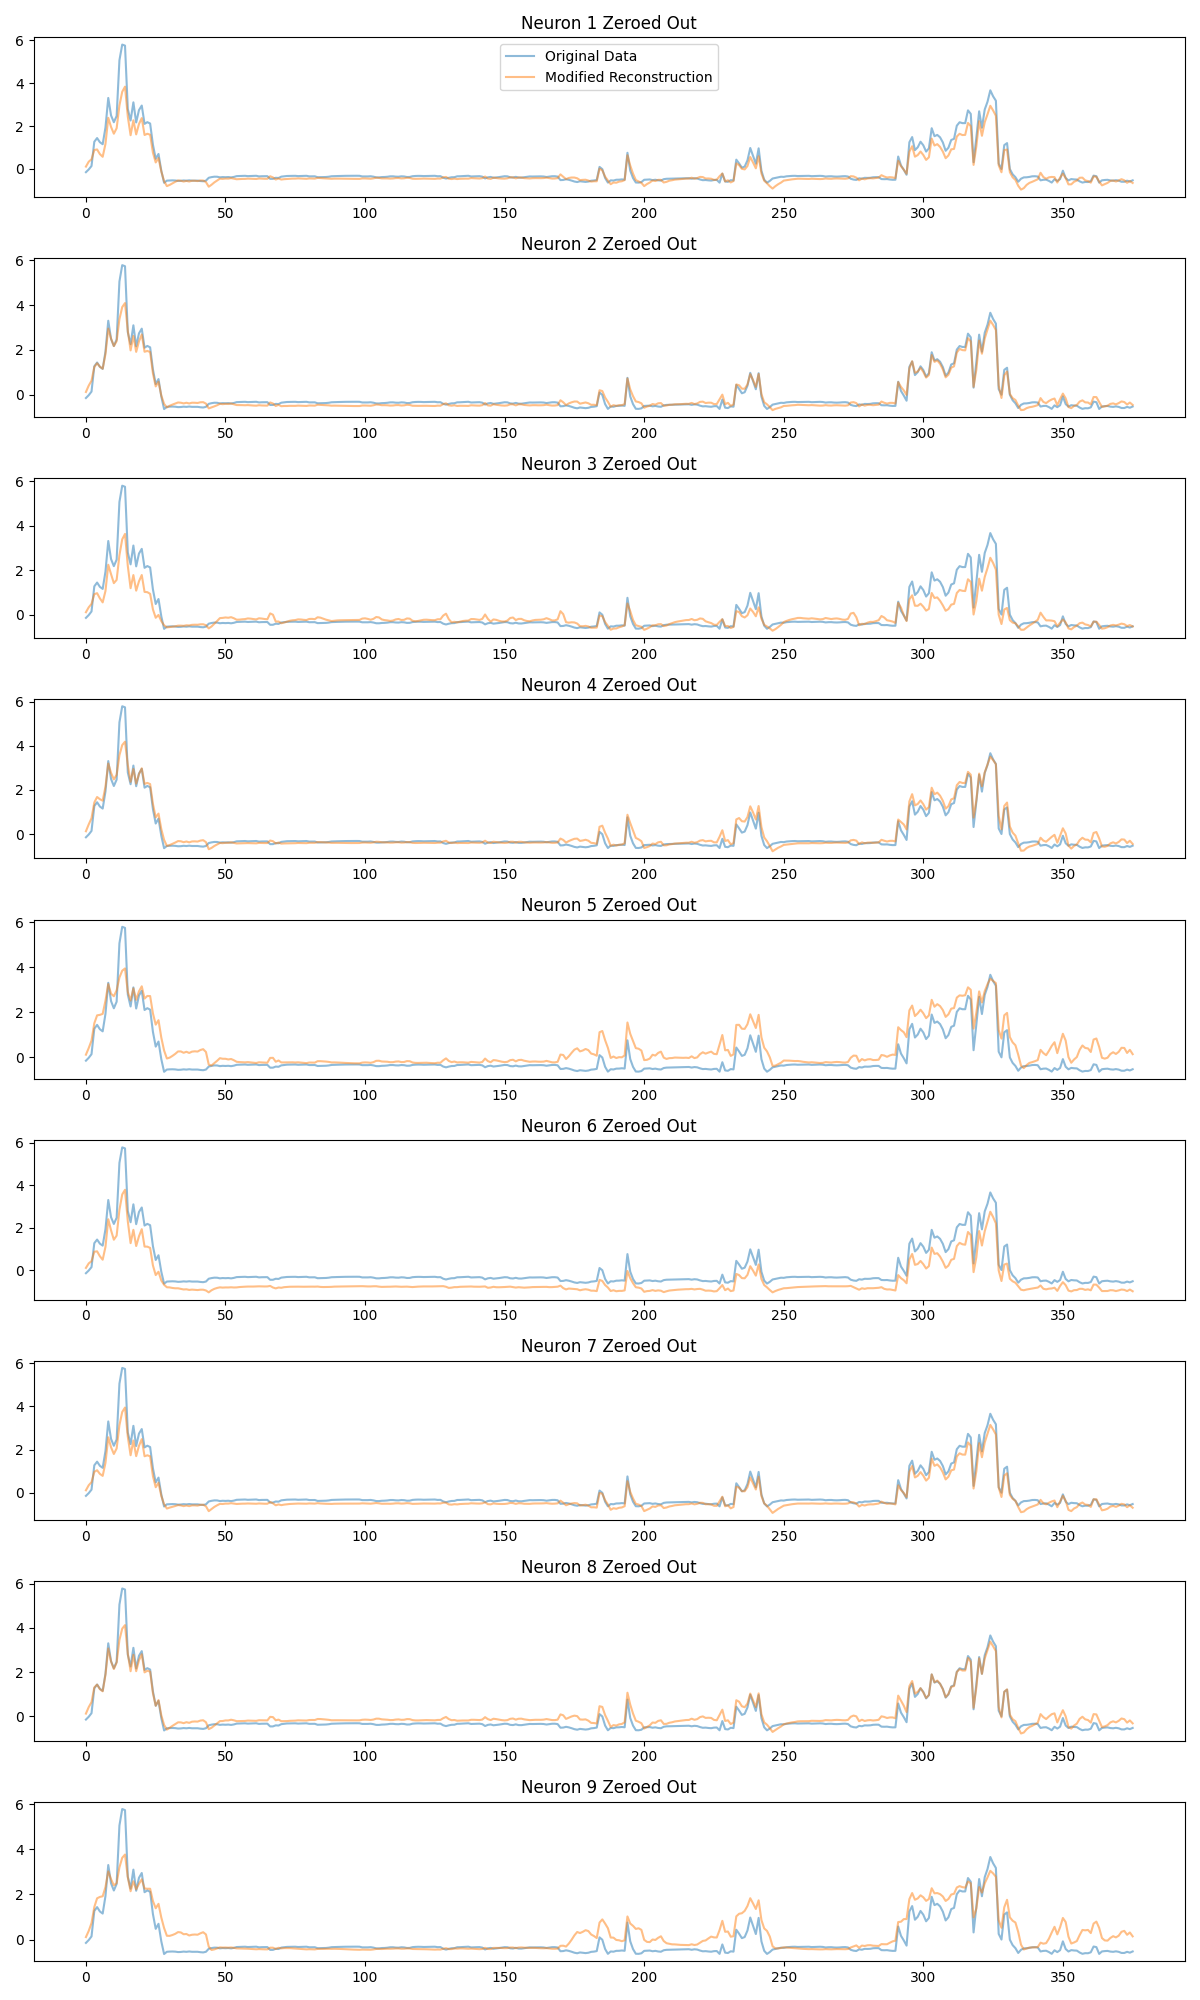 Neuron 1 Zeroed Out
Original Data
Modified Reconstruction
6
4
2
0
0 50 100 150 200 250 300 350
Neuron 2 Zeroed Out
6
4
2
0
0 50 100 150 200 250 300 350
Neuron 3 Zeroed Out
6
4
2
0
0 50 100 150 200 250 300 350
Neuron 4 Zeroed Out
6
4
2
0
0 50 100 150 200 250 300 350
Neuron 5 Zeroed Out
6
4
2
0
0 50 100 150 200 250 300 350
Neuron 6 Zeroed Out
6
4
2
0
0 50 100 150 200 250 300 350
Neuron 7 Zeroed Out
6
4
2
0
0 50 100 150 200 250 300 350
Neuron 8 Zeroed Out
6
4
2
0
0 50 100 150 200 250 300 350
Neuron 9 Zeroed Out
6
4
2
0
0 50 100 150 200 250 300 350